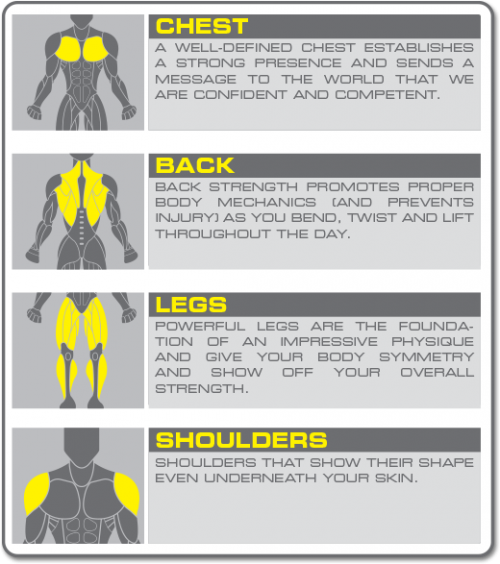 CHEST
A WELL-DEFINED CHEST ESTABLISHES
A STRONG PRESENCE AND SENDS A
MESSAGE TO THE WORLD THAT WE
ARE CONFIDENT AND COMPETENT.
BACK
BACK STRENGTH PROMOTES PROPER
BODY MECHANICS (AND PREVENTS
INJURY) AS YOU BEND, TWIST AND LIFT
THROUGHOUT THE DAY.
LEGS
POWERFUL LEGS ARE THE FOUNDA-
TION OF AN IMPRESSIVE PHYSIQUE
AND GIVE YOUR BODY SYMMETRY
AND SHOW OFF YOUR OVERALL
STRENGTH.
SHOULDERS
SHOULDERS THAT SHOW THEIR SHAPE
EVEN UNDERNEATH YOUR SKIN.